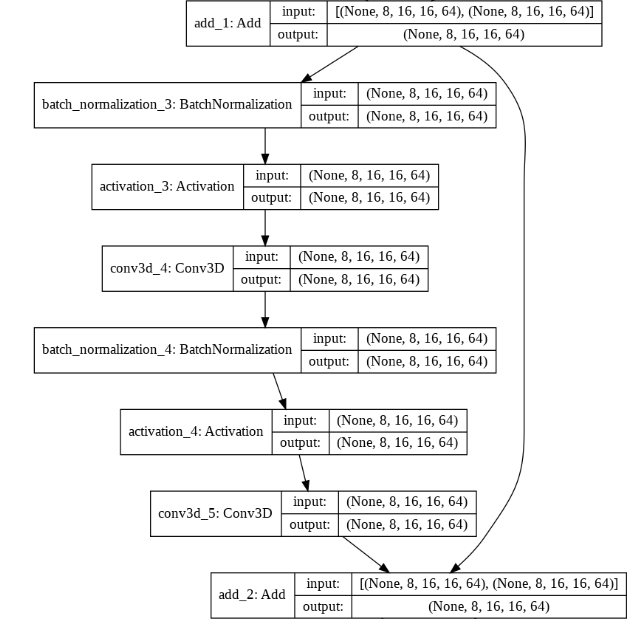 add_1: Add
input: [(None, 8, 16, 16, 64), (None, 8, 16, 16, 64)]
output: (None, 8, 16, 16, 64)
batch_normalization_3: BatchNormalization
input: (None, 8, 16, 16, 64)
output: (None, 8, 16, 16, 64)
activation_3: Activation
input: (None, 8, 16, 16, 64)
output: (None, 8, 16, 16, 64)
conv3d_4: Conv3D
input: (None, 8, 16, 16, 64)
output: (None, 8, 16, 16, 64)
batch_normalization_4: BatchNormalization
input: (None, 8, 16, 16, 64)
output: (None, 8, 16, 16, 64)
activation_4: Activation
input: (None, 8, 16, 16, 64)
output: (None, 8, 16, 16, 64)
conv3d_5: Conv3D
input: (None, 8, 16, 16, 64)
output: (None, 8, 16, 16, 64)
add_2: Add
input: [(None, 8, 16, 16, 64), (None, 8, 16, 16, 64)]
output: (None, 8, 16, 16, 64)